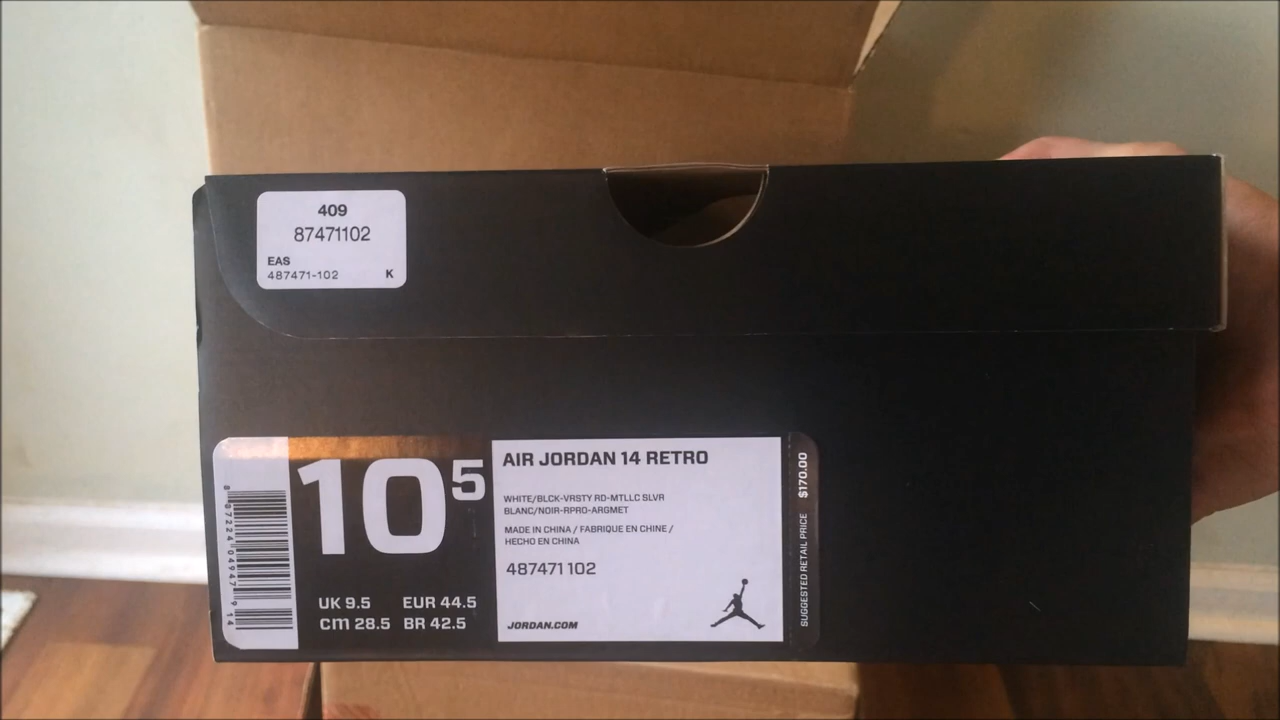 409
87471102
EAS
487471-102 K
10 5
UK 9.5 EUR 44.5
cm 28.5 BR 42.5
AIR JORDAN 14 RETRO
WHITE/BLCK-VRSTY RD-MTLLC SLVR
BLANC/NOIR-RPRO-ARGMET
MADE IN CHINA / FABRIQUE EN CHINE /
HECHO EN CHINA
487471 102
JORDAN.COM
SUGGESTED RETAIL PRICE $170.00